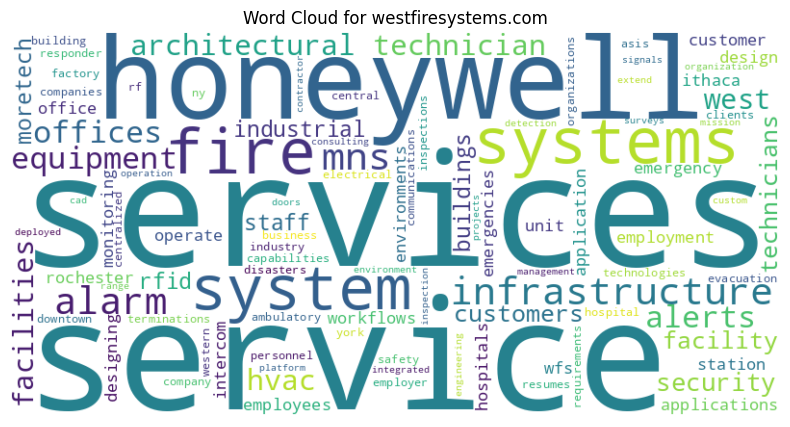 Word Cloud for westfiresystems.com
building
responder
factory
companies
office
moretech
architectural
technician
organizations
asis
signals
customer
design
organization
extend
ithaca
honeywell
rf
ny
contractor
central
west
clients
surveys
mission
detection
offices
industrial
consulting
inspections
communications
systems
equipment
fire
mns
electrical
environments
buildings
emergency
emergencies
technicians
operation
cad
doors
projects
custom
application
services
monitoring
centralized
deployed
operate
staff
industry
business
capabilities
disasters
unit
employment
technologies
environment
management
evacuation
rochester
range
rfid
facilities
alarm
system
inspection
infrastructure
hospital
downtown
terminations
ambulatory
workflows
customers
alerts
york
designing
western
intercom
personnel
platform
integrated
safety
engineering
hospitals
wfs
requirements
facility
station
service
company
hvac
employer
resumes
security
employees
applications